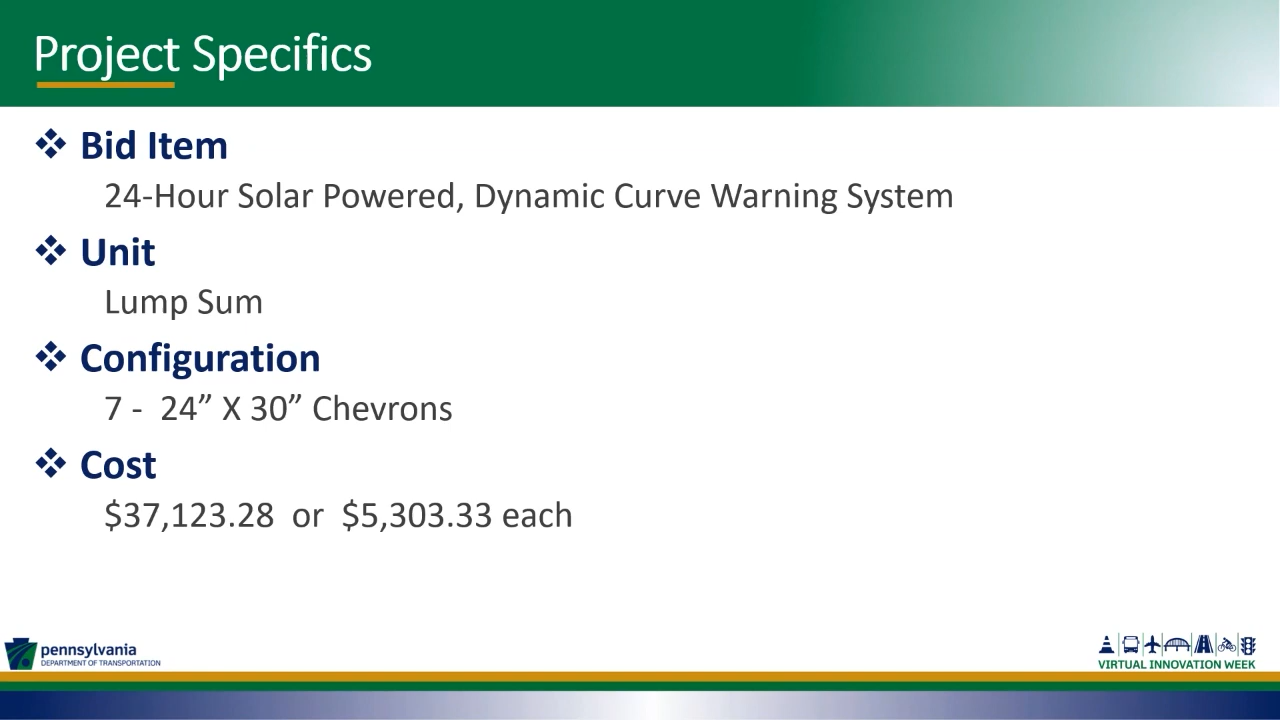 Project Specifics
❖ Bid Item
24-Hour Solar Powered, Dynamic Curve Warning System
❖ Unit
Lump Sum
❖ Configuration
7 -  24” X 30” Chevrons
❖ Cost
$37,123.28  or  $5,303.33 each
pennsylvania
DEPARTMENT OF TRANSPORTATION
VIRTUAL INNOVATION WEEK